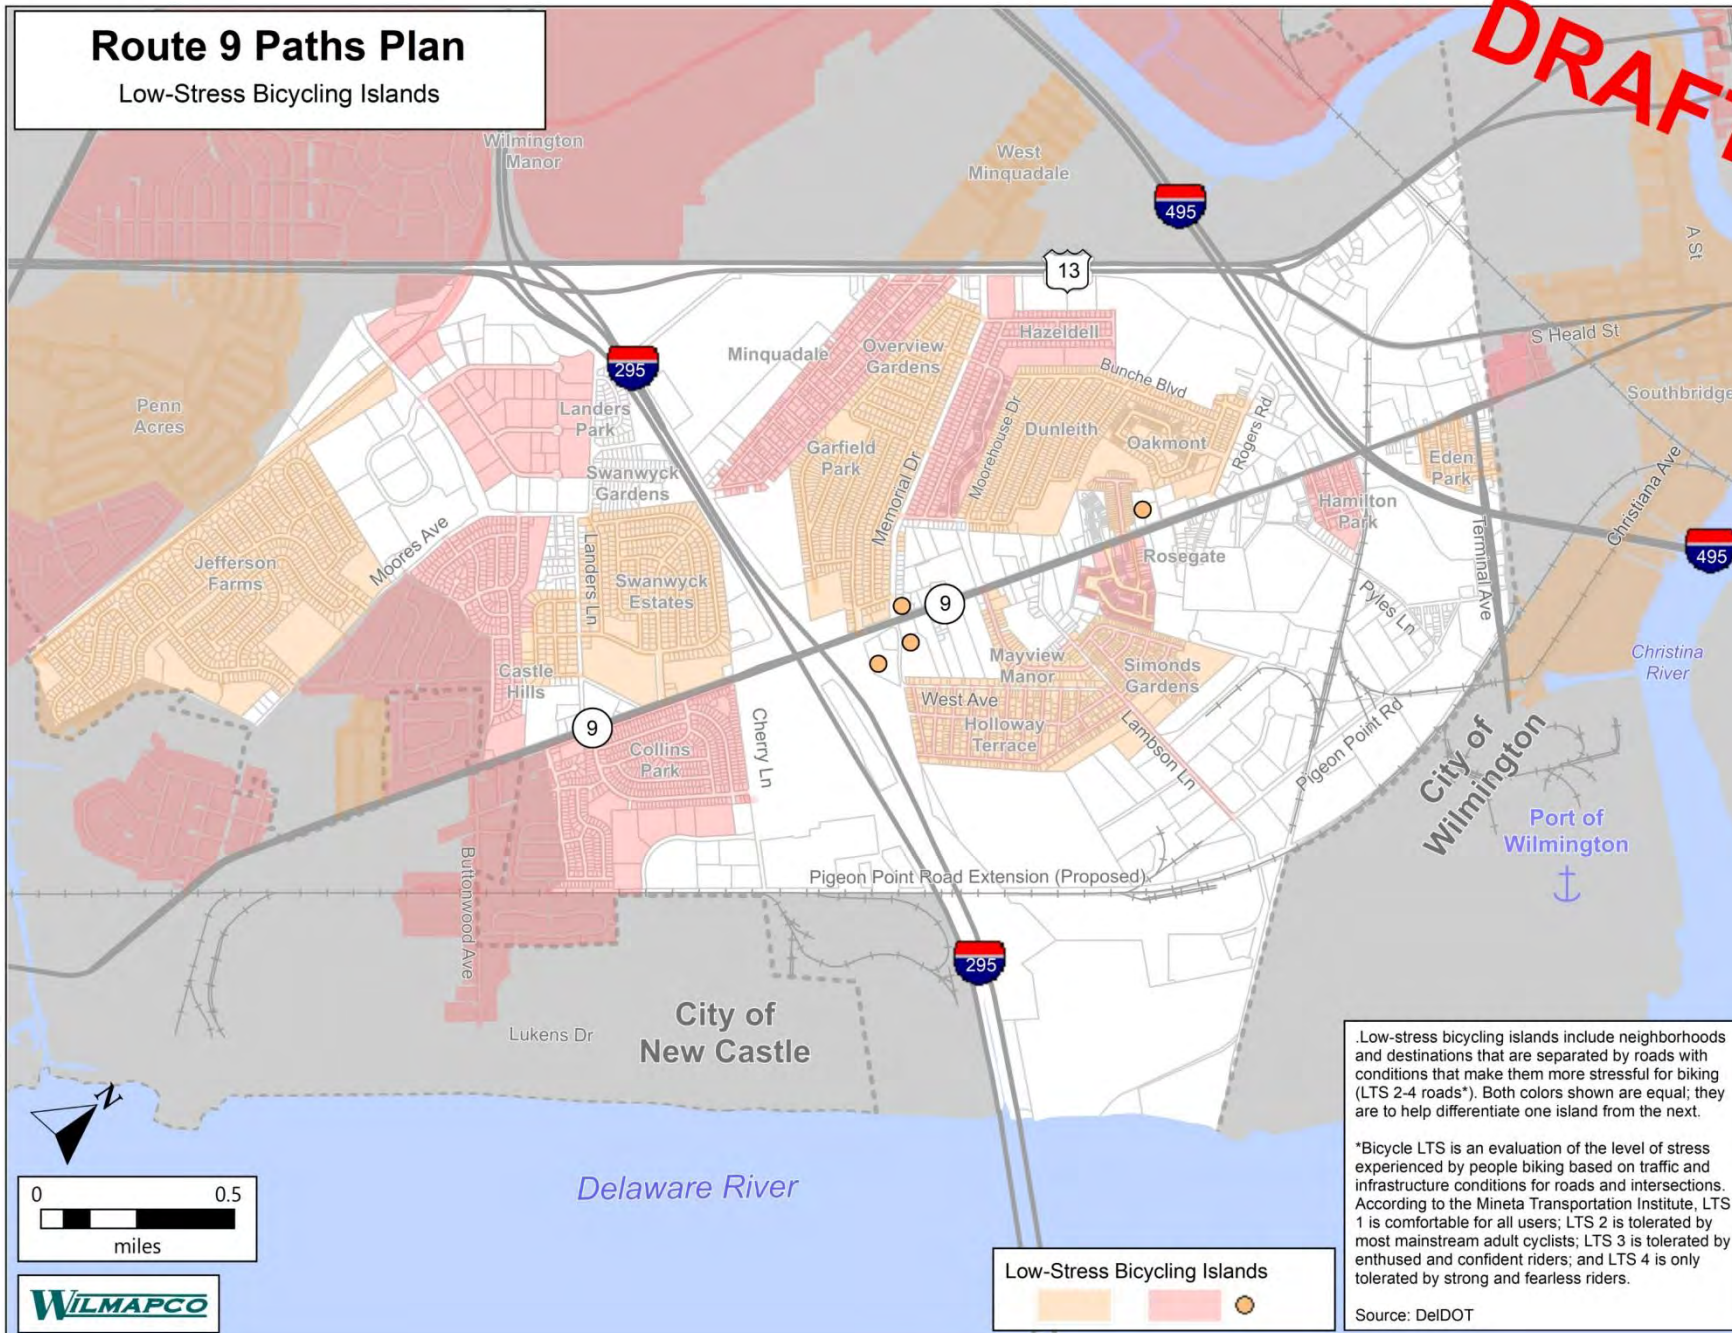 Route 9 Paths Plan
Low-Stress Bicycling Islands
DRAFT
Wilmington
Manor
West
Minquadale
495
13
A St
S Heald St
Southbridge
Penn
Acres
295
Landers
Park
Minquadale
Overview
Gardens
Hazeldell
Bunche Blvd
Moorehouse Dr
Dunleith
Oakmont
Rogers Rd
Garfield
Park
Memorial Dr
Swanwyck
Gardens
Eden
Park
Hamilton
Park
Terminal Ave
Christiana Ave
495
Jefferson
Farms
Moores Ave
Landers Ln
Swanwyck
Estates
Rosegate
Pyles Ln
9
Castle
Hills
Mayview
Manor
Simonds
Gardens
West Ave
Holloway
Terrace
Lambson Ln
Pigeon Point Rd
Christina
River
9
Collins
Park
Cherry Ln
City of
Wilmington
Port of
Wilmington
Buttonwood Ave
Pigeon Point Road Extension (Proposed)
295
City of
New Castle
Lukens Dr
Delaware River
N
0 0.5
miles
WILMAPCO
Low-Stress Bicycling Islands
.Low-stress bicycling islands include neighborhoods
and destinations that are separated by roads with
conditions that make them more stressful for biking
(LTS 2-4 roads*). Both colors shown are equal; they
are to help differentiate one island from the next.
*Bicycle LTS is an evaluation of the level of stress
experienced by people biking based on traffic and
infrastructure conditions for roads and intersections.
According to the Mineta Transportation Institute, LTS
1 is comfortable for all users; LTS 2 is tolerated by
most mainstream adult cyclists; LTS 3 is tolerated by
enthused and confident riders; and LTS 4 is only
tolerated by strong and fearless riders.
Source: DelDOT